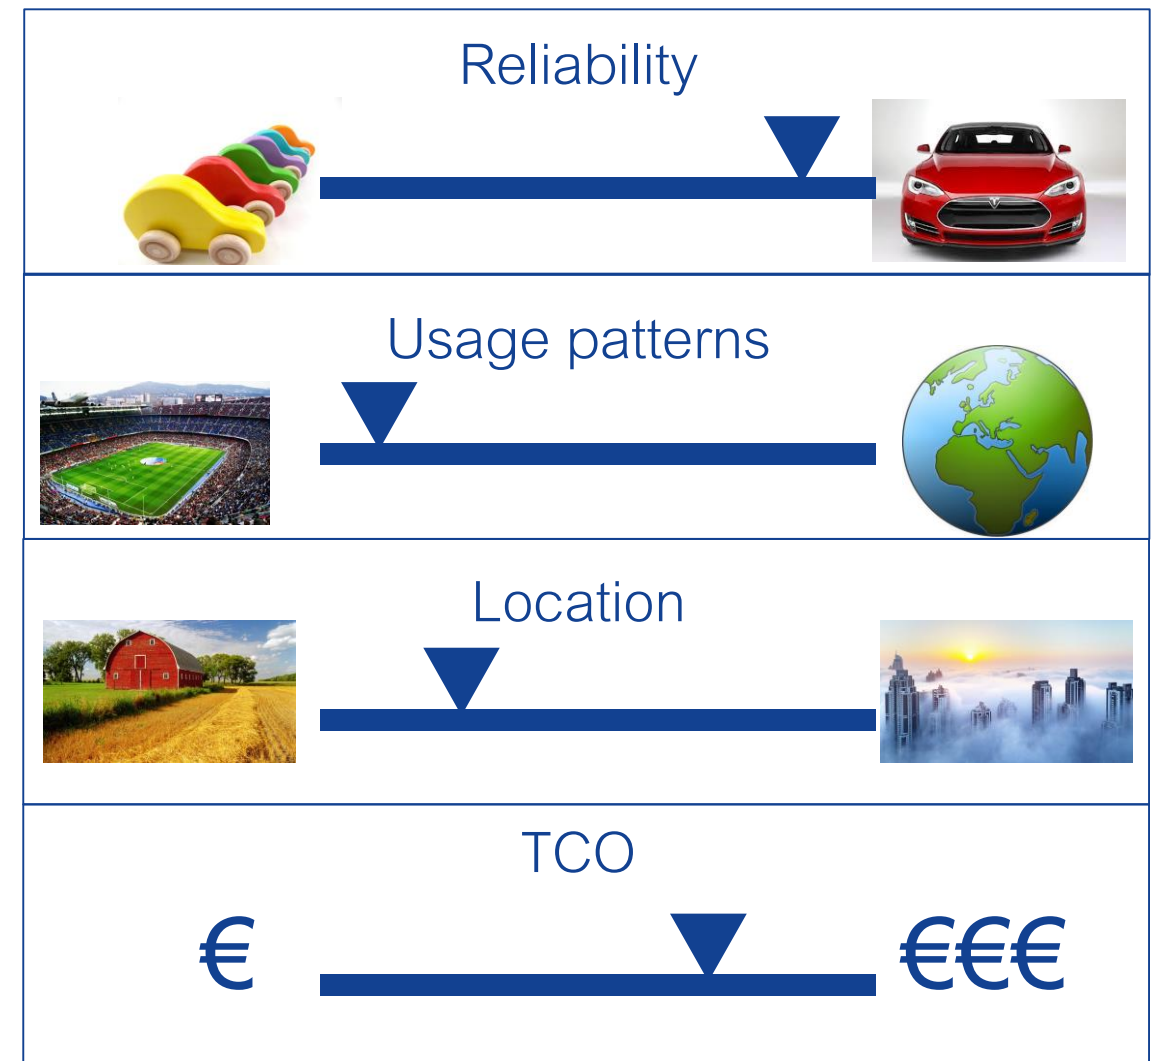 Reliability
Usage patterns
Location
TCO
€ €€€